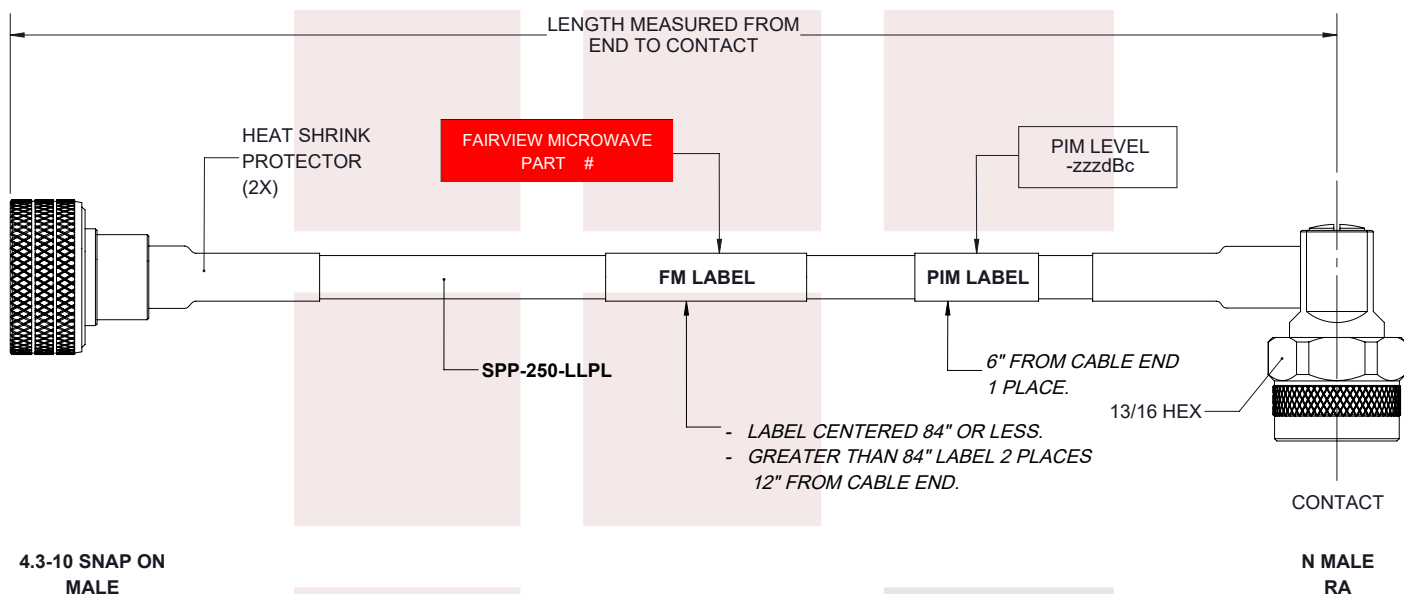 LENGTH MEASURED FROM
END TO CONTACT
HEAT SHRINK
PROTECTOR
(2X)
FAIRVIEW MICROWAVE
PART #
PIM LEVEL
-zzzdBc
FM LABEL
PIM LABEL
SPP-250-LLPL
6" FROM CABLE END
1 PLACE.
13/16 HEX
- LABEL CENTERED 84" OR LESS.
- GREATER THAN 84" LABEL 2 PLACES
12" FROM CABLE END.
CONTACT
4.3-10 SNAP ON
MALE
N MALE
RA